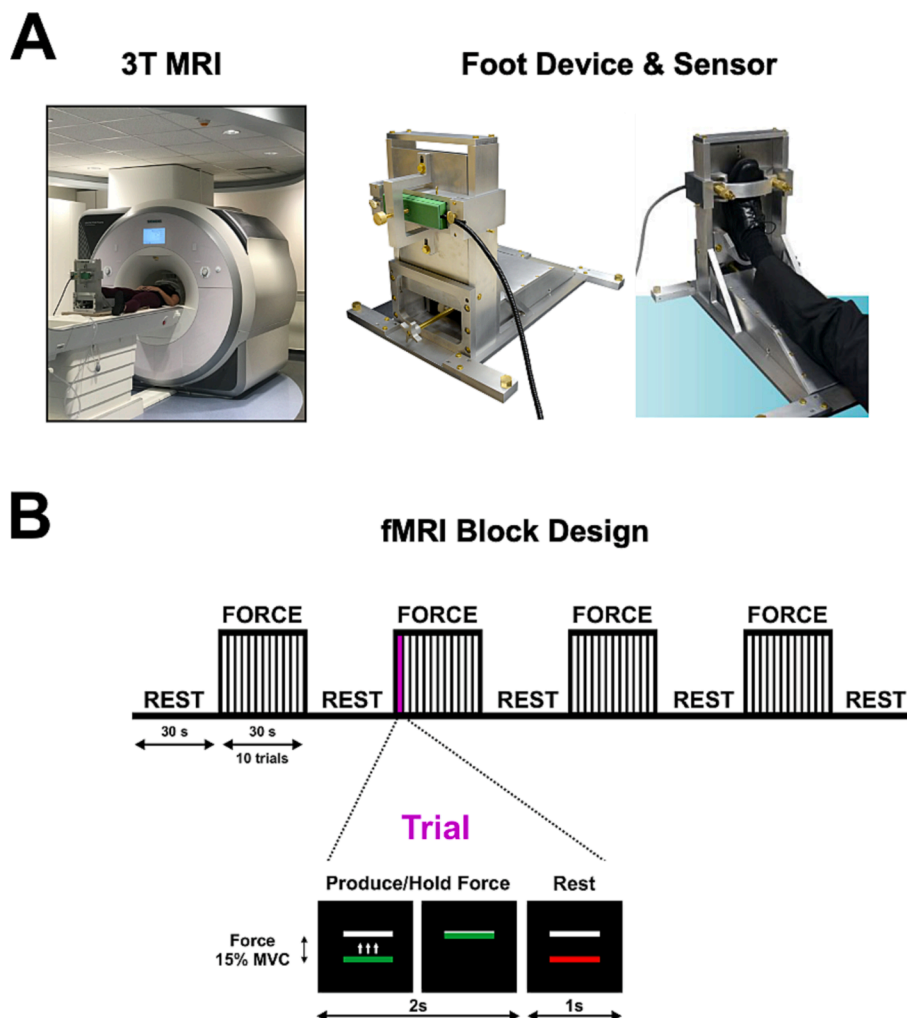 A
3T MRI
Foot Device & Sensor
B
fMRI Block Design
FORCE FORCE FORCE FORCE
REST REST REST REST REST
30 s 30 s
10 trials
Trial
Produce/Hold Force Rest
Force
15% MVC
2s 1s